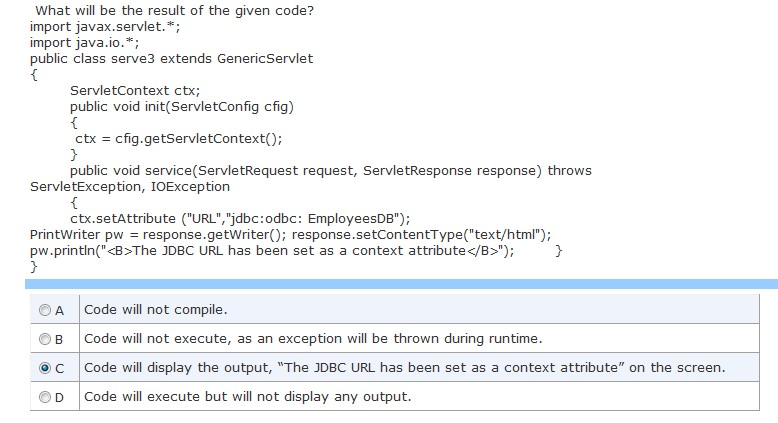 What will be the result of the given code?
import javax.servlet.*;
import java.io.*;
public class serve3 extends GenericServlet
{
ServletContext ctx;
public void init(ServletConfig cfig)
{
ctx = cfig.getServletContext();
}
public void service(ServletRequest request, ServletResponse response) throws
ServletException, IOException
{
ctx.setAttribute ("URL","jdbc:odbc: EmployeesDB");
PrintWriter pw = response.getWriter(); response.setContentType("text/html");
pw.println("<B>The JDBC URL has been set as a context attribute</B>"); }
}
A Code will not compile.
B Code will not execute, as an exception will be thrown during runtime.
C Code will display the output, “The JDBC URL has been set as a context attribute” on the screen.
D Code will execute but will not display any output.